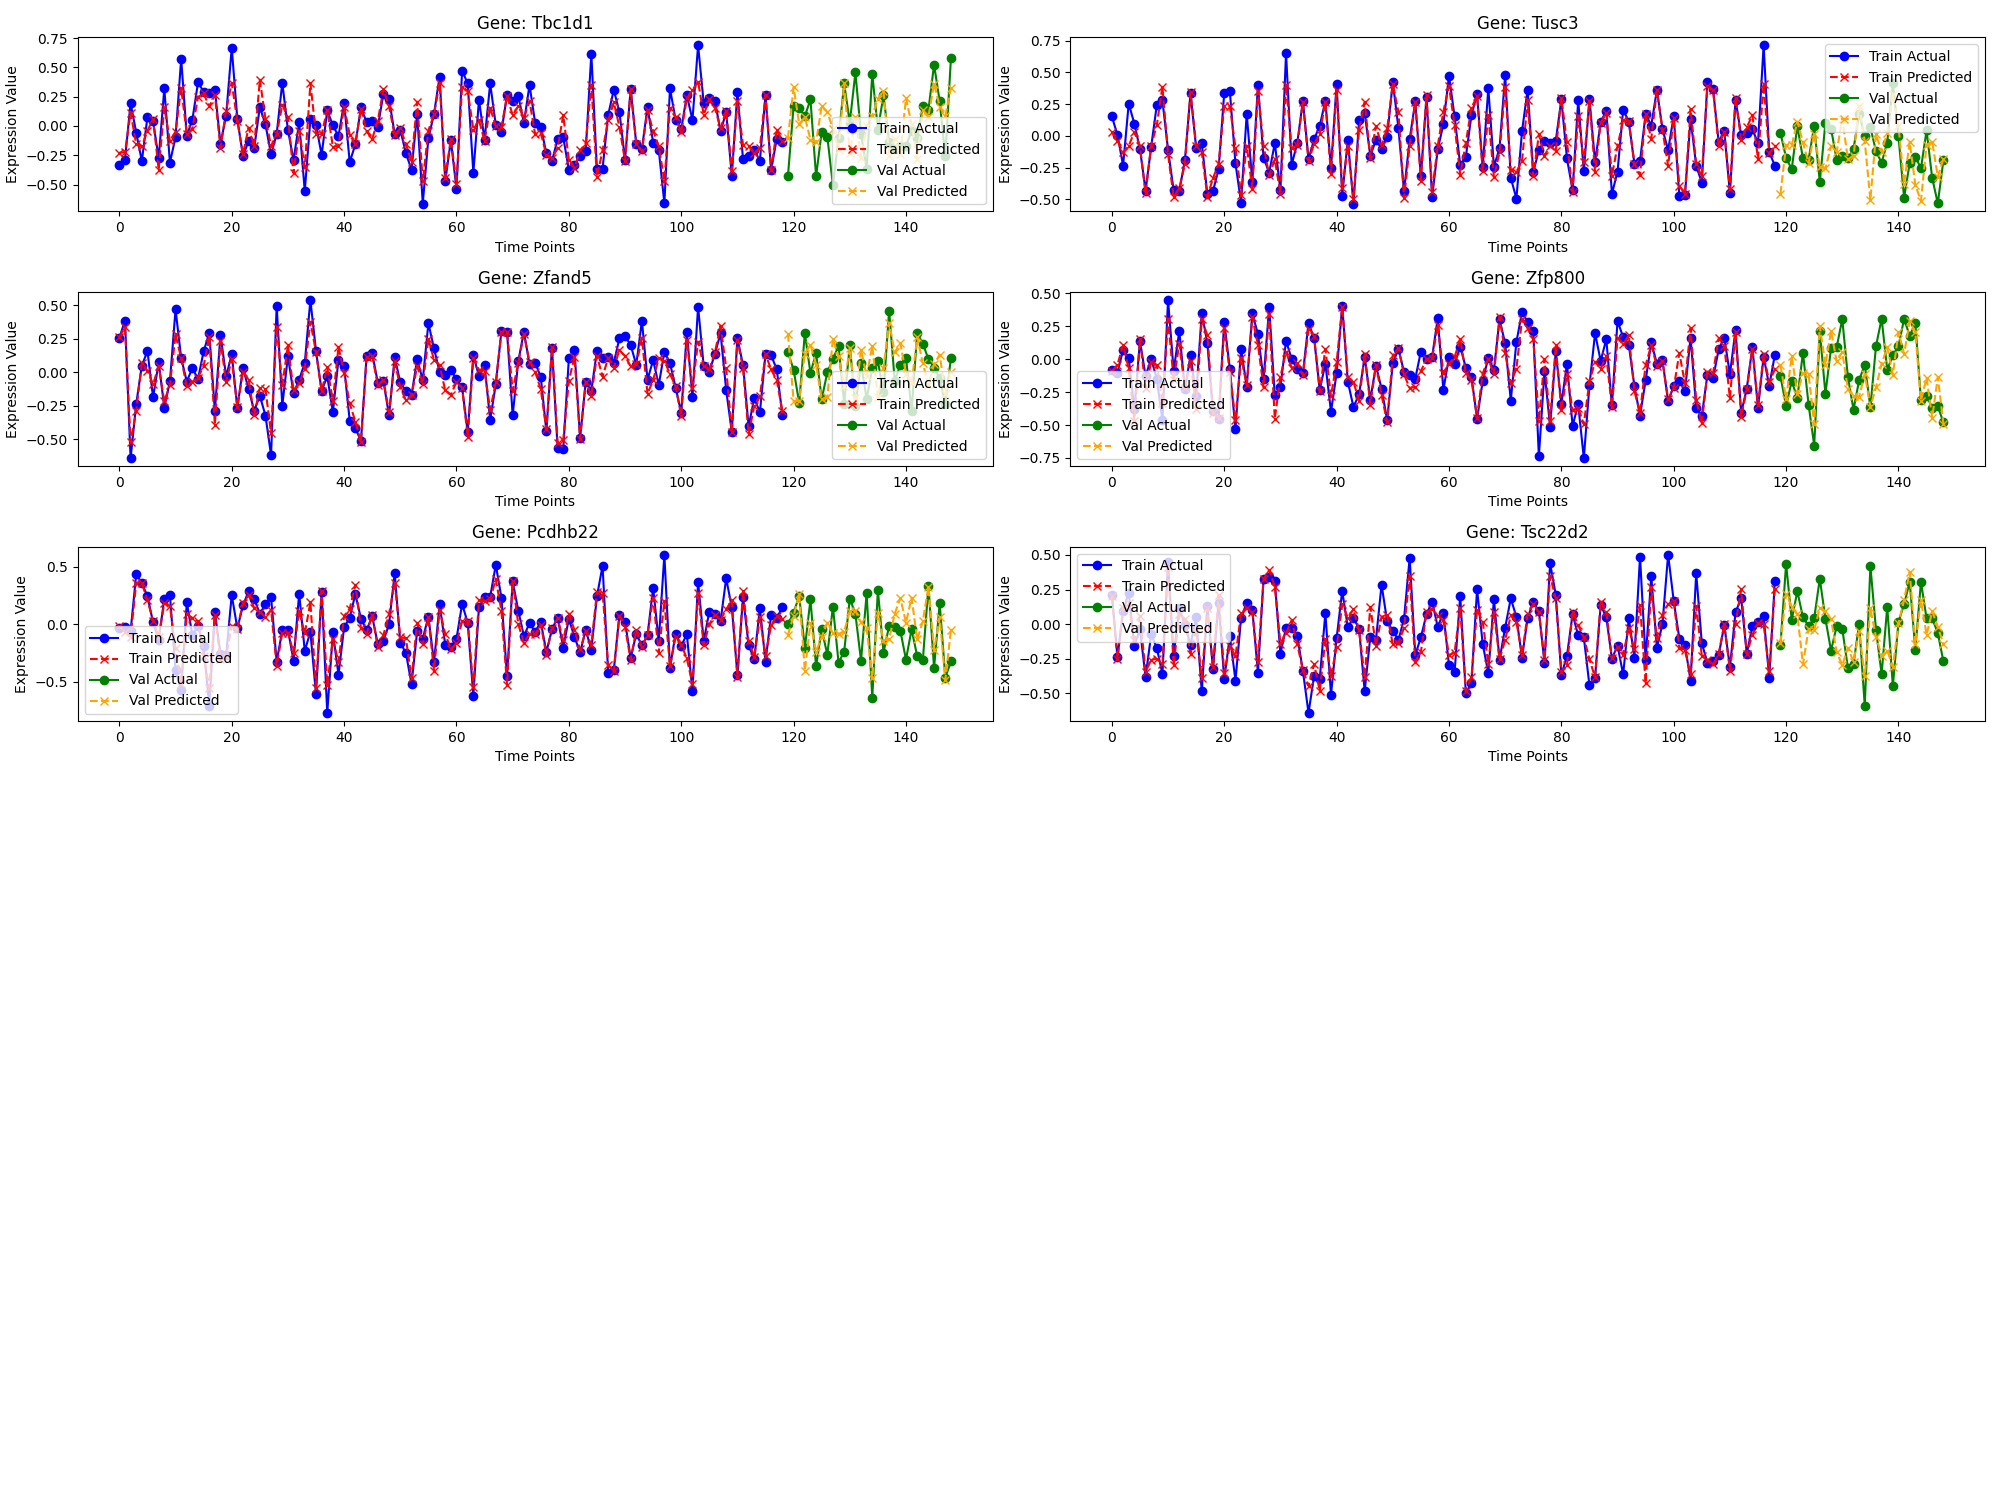 Gene: Tbc1d1
Expression Value
0.75
0.50
0.25
0.00
−0.25
−0.50
0
20
40
60
80
100
120
140
Time Points
Train Actual
Train Predicted
Val Actual
Val Predicted
Gene: Tusc3
Expression Value
0.75
0.50
0.25
0.00
−0.25
−0.50
0
20
40
60
80
100
120
140
Time Points
Train Actual
Train Predicted
Val Actual
Val Predicted
Gene: Zfand5
Expression Value
0.50
0.25
0.00
−0.25
−0.50
0
20
40
60
80
100
120
140
Time Points
Train Actual
Train Predicted
Val Actual
Val Predicted
Gene: Zfp800
Expression Value
0.50
0.25
0.00
−0.25
−0.50
−0.75
0
20
40
60
80
100
120
140
Time Points
Train Actual
Train Predicted
Val Actual
Val Predicted
Gene: Pcdhb22
Expression Value
0.5
0.0
−0.5
0
20
40
60
80
100
120
140
Time Points
Train Actual
Train Predicted
Val Actual
Val Predicted
Gene: Tsc22d2
Expression Value
0.50
0.25
0.00
−0.25
−0.50
0
20
40
60
80
100
120
140
Time Points
Train Actual
Train Predicted
Val Actual
Val Predicted